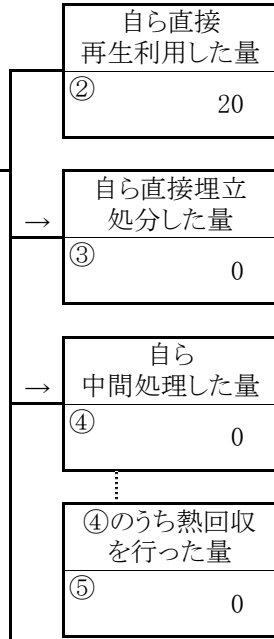 自ら直接
再生利用した量
②
20
自ら直接埋立
処分した量
→
③
0
自ら
中間処理した量
→
④
0
④のうち熱回収
を行った量
⑤
0